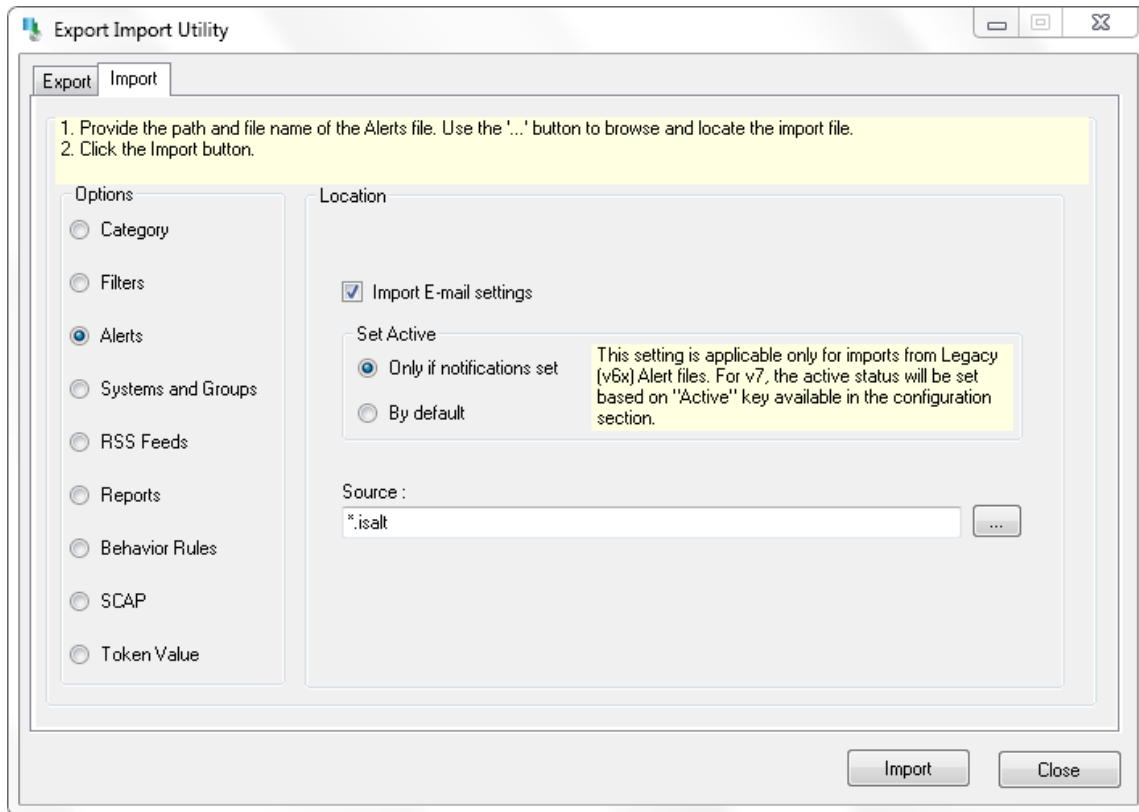 Export Import Utility
Export
Import
1. Provide the path and file name of the Alerts file. Use the '...' button to browse and locate the import file.
2. Click the Import button.
Options
Category
Filters
Alerts
Systems and Groups
RSS Feeds
Reports
Behavior Rules
SCAP
Token Value
Location
Import E-mail settings
Set Active
Only if notifications set
By default
This setting is applicable only for imports from Legacy
(v6x) Alert files. For v7, the active status will be set
based on "Active" key available in the configuration
section.
Source :
*.isalt
...
Import
Close